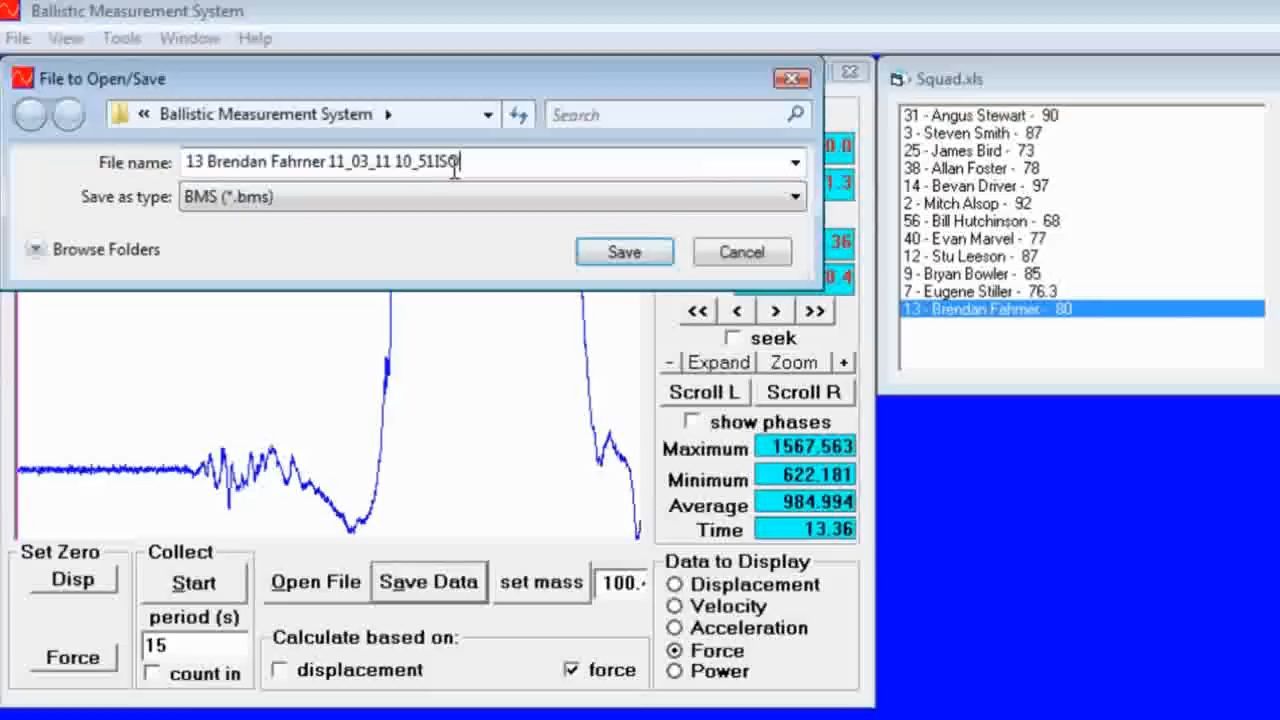 Ballistic Measurement System
File View Tools Window Help
File to Open/Save
« Ballistic Measurement System
Search
File name: 13 Brendan Fahrner 11_03_11 10_51ISO
Save as type: BMS (*.bms)
Browse Folders
Save Cancel
0.0
1.3
36
0.4
<< < > >>
seek
- Expand Zoom +
Scroll L Scroll R
show phases
Maximum 1567.563
Minimum 622.181
Average 984.994
Time 13.36
Set Zero
Disp
Force
Collect
Start
period (s)
15
count in
Open File Save Data set mass 100.
Calculate based on:
displacement force
Data to Display
Displacement
Velocity
Acceleration
Force
Power
Squad.xls
31 - Angus Stewart - 90
3 - Steven Smith - 87
25 - James Bird - 73
38 - Allan Foster - 78
14 - Bevan Driver - 97
2 - Mitch Alsop - 92
56 - Bill Hutchinson - 68
40 - Evan Marvel - 77
12 - Stu Leeson - 87
9 - Bryan Bowler - 85
7 - Eugene Stiller - 76.3
13 - Brendan Fahrner - 80